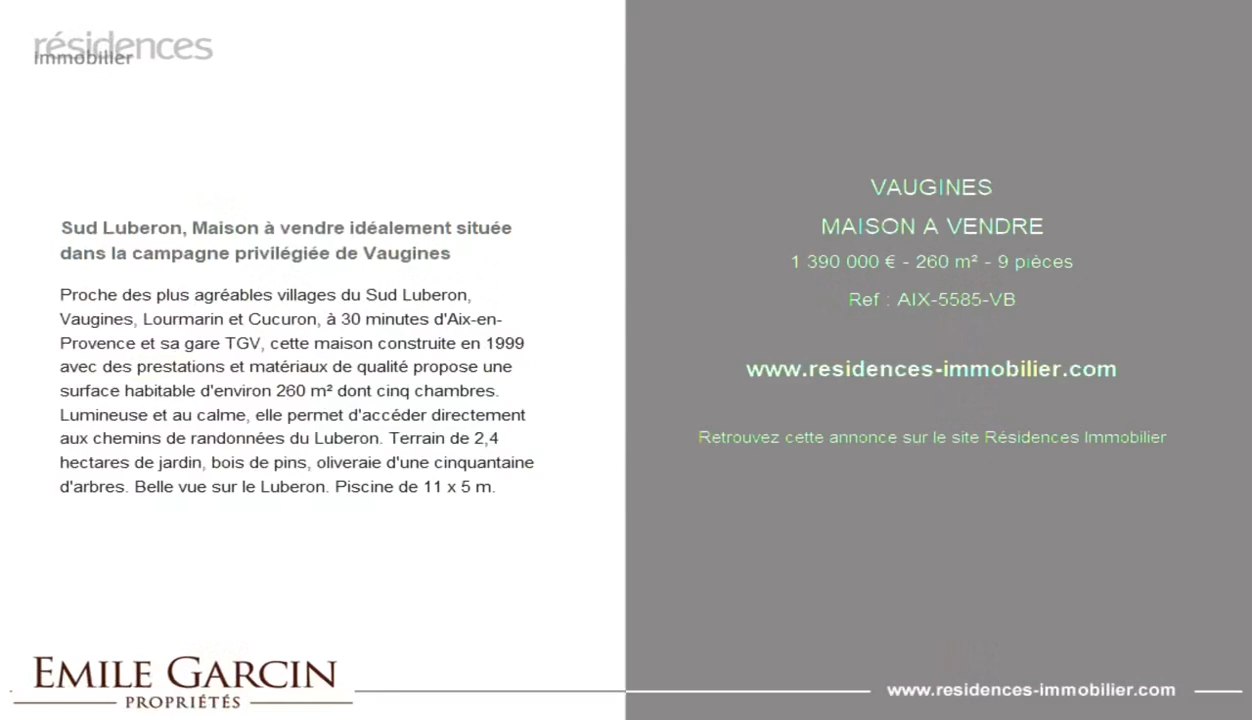 résidences
immobilier
Sud Luberon, Maison à vendre idéalement située
dans la campagne privilégiée de Vaugines
Proche des plus agréables villages du Sud Luberon,
Vaugines, Lourmarin et Cucuron, à 30 minutes d'Aix-en-
Provence et sa gare TGV, cette maison construite en 1999
avec des prestations et matériaux de qualité propose une
surface habitable d'environ 260 m² dont cinq chambres.
Lumineuse et au calme, elle permet d'accéder directement
aux chemins de randonnées du Luberon. Terrain de 2,4
hectares de jardin, bois de pins, oliveraie d'une cinquantaine
d'arbres. Belle vue sur le Luberon. Piscine de 11 x 5 m.
EMILE GARCIN
PROPRIÉTÉS
VAUGINES
MAISON A VENDRE
1 390 000 € - 260 m² - 9 pièces
Ref : AIX-5585-VB
www.residences-immobilier.com
Retrouvez cette annonce sur le site Résidences Immobilier
www.residences-immobilier.com